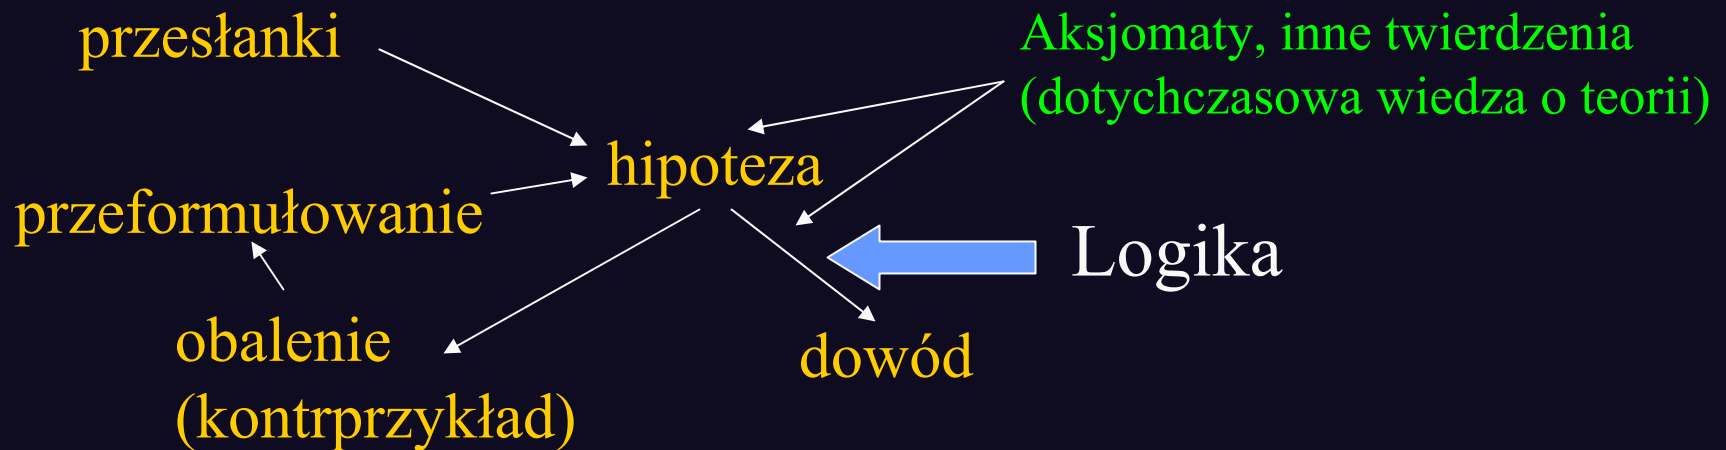 przesłanki
Aksjomaty, inne twierdzenia
(dotychczasowa wiedza o teorii)
hipoteza
przeformułowanie
Logika
obalenie
(kontrprzykład)
dowód